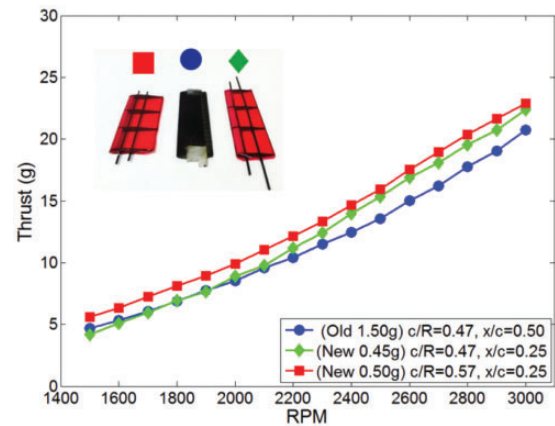 30
25
20
15
10
5
0
Thrust (g)
1400 1600 1800 2000 2200 2400 2600 2800 3000
RPM
(Old 1.50g) c/R=0.47, x/c=0.50
(New 0.45g) c/R=0.47, x/c=0.25
(New 0.50g) c/R=0.57, x/c=0.25